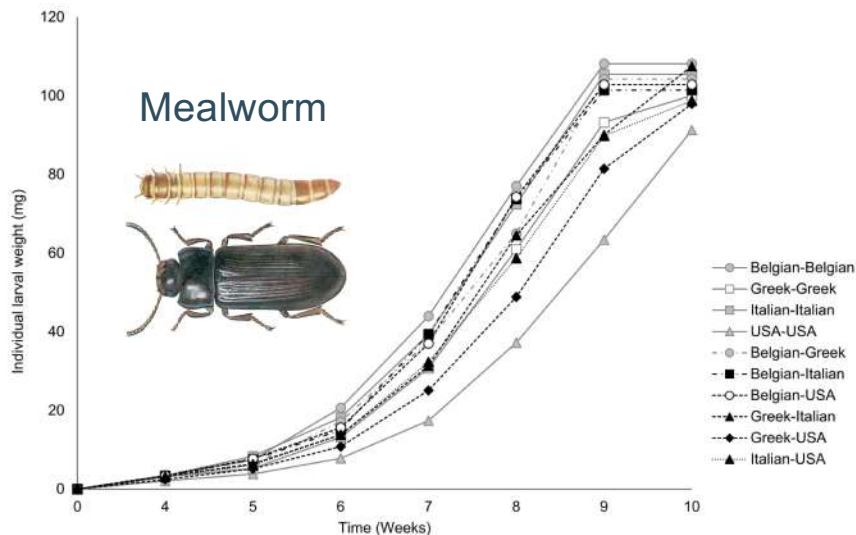 Mealworm
120
100
80
60
40
20
0
Individual larval weight (mg)
0 4 5 6 7 8 9 10
Time (Weeks)
Belgian-Belgian
Greek-Greek
Italian-Italian
USA-USA
Belgian-Greek
Belgian-Italian
Belgian-USA
Greek-Italian
Greek-USA
Italian-USA